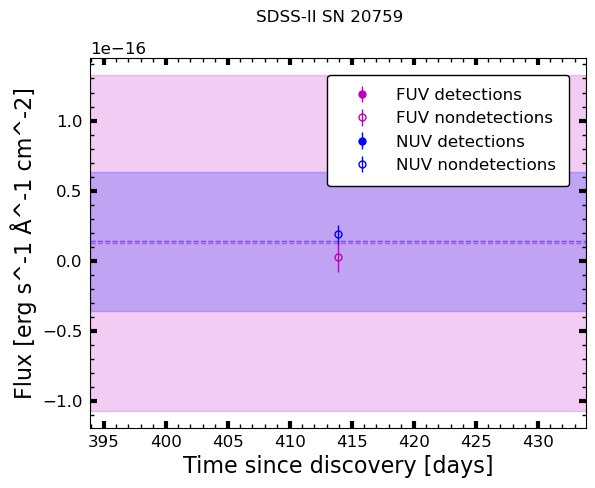 SDSS-II SN 20759
1e−16
FUV detections
FUV nondetections
NUV detections
NUV nondetections
1.0
0.5
0.0
−0.5
−1.0
Flux [erg s^-1 Å^-1 cm^-2]
395 400 405 410 415 420 425 430
Time since discovery [days]